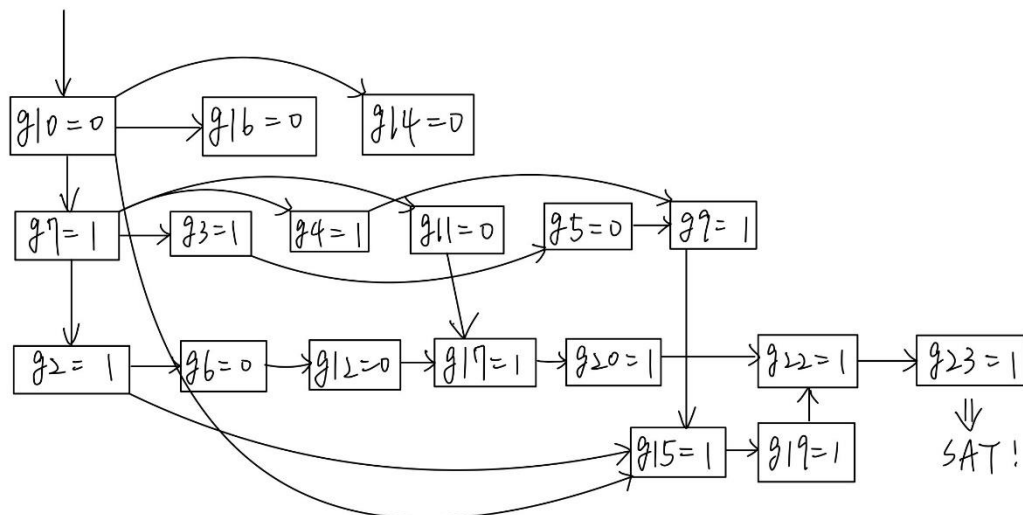 g10=0
g16=0
g14=0
g7=1
g3=1
g4=1
g11=0
g5=0
g9=1
g2=1
g6=0
g12=0
g17=1
g20=1
g22=1
g23=1
g15=1
g19=1
SAT!